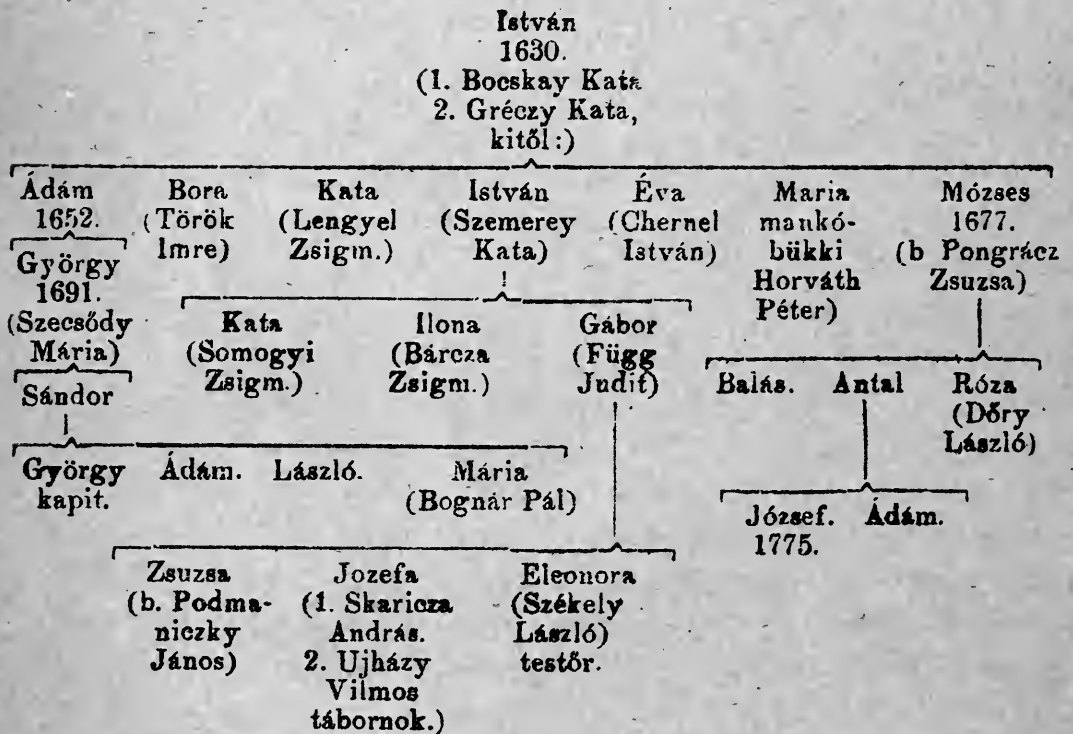 István
1630.
(1. Bocskay Kata
2. Gréczy Kata,
kitől:)
Ádám
1652.
Bora
(Török
Imre)
Kata
(Lengyel
Zsigm.)
István
(Szemerey
Kata)
Éva
(Chernel
István)
Maria
mankó-
bükki
Horváth
Péter)
Mózses
1677.
(b Pongrácz
Zsuzsa)
György
1691.
(Szecsődy
Mária)
Sándor
Kata
(Somogyi
Zsigm.)
Ilona
(Bárcza
Zsigm.)
Gábor
(Függ
Judit)
Balás.
Antal
Róza
(Dőry
László)
György
kapit.
Ádám.
László.
Mária
(Bognár Pál)
József.
1775.
Ádám.
Zsuzsa
(b. Podma-
niczky
János)
Jozefa
(1. Skaricza
András.
2. Ujházy
Vilmos
tábornok.)
Eleonora
(Székely
László)
testőr.